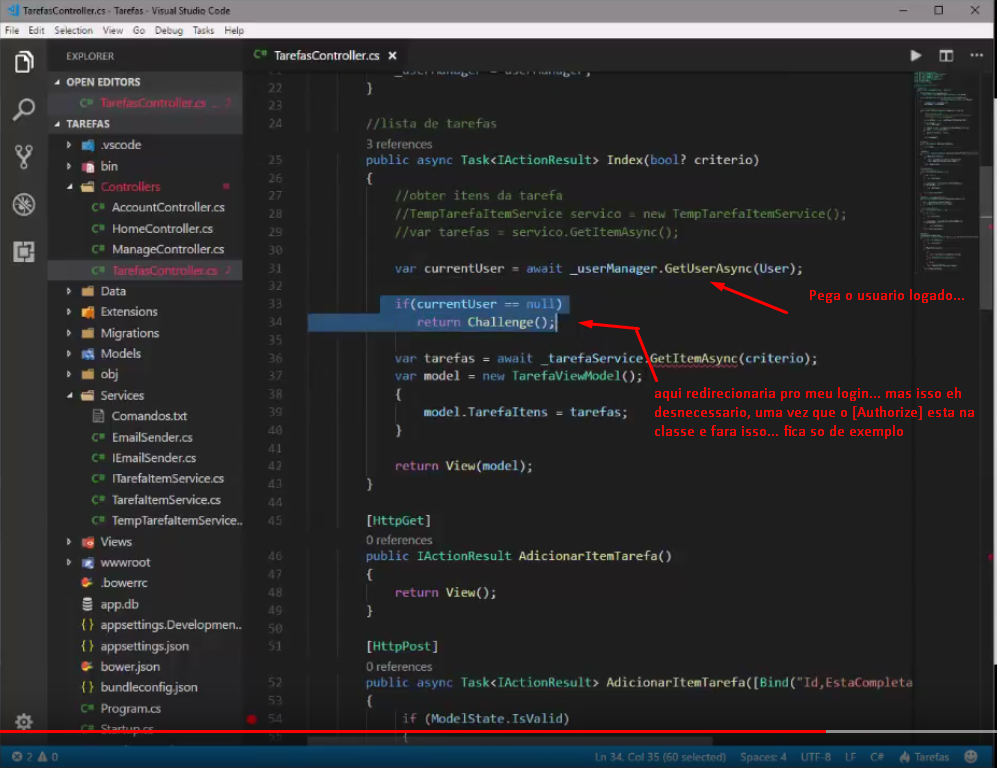 TarefasController.cs - Tarefas - Visual Studio Code
File Edit Selection View Go Debug Tasks Help
EXPLORER
OPEN EDITORS
C# TarefasController.cs ... 2
TAREFAS
.vscode
bin
Controllers
C# AccountController.cs
C# HomeController.cs
C# ManageController.cs
C# TarefasController.cs 2
Data
Extensions
Migrations
Models
obj
Services
Comandos.txt
C# EmailSender.cs
C# IEmailSender.cs
C# ITarefaItemService.cs
C# TarefaItemService.cs
C# TempTarefaItemService..
Views
wwwroot
.bowerrc
app.db
{ } appsettings.Developmen..
{ } appsettings.json
bower.json
{ } bundleconfig.json
C# Program.cs
C# Startup.cs
C# TarefasController.cs
21 _userManager = userManager;
22 }
23
24 //lista de tarefas
3 references
25 public async Task<IActionResult> Index(bool? criterio)
26 {
27 //obter itens da tarefa
28 //TempTarefaItemService servico = new TempTarefaItemService();
29 //var tarefas = servico.GetItemAsync();
30
31 var currentUser = await _userManager.GetUserAsync(User);
32
33 if(currentUser == null)
34 return Challenge();
35
36 var tarefas = await _tarefaService.GetItemAsync(criterio);
37 var model = new TarefaViewModel();
38 {
39 model.TarefaItens = tarefas;
40 }
41
42 return View(model);
43 }
44
45 [HttpGet]
0 references
46 public IActionResult AdicionarItemTarefa()
47 {
48 return View();
49 }
50
51 [HttpPost]
0 references
52 public async Task<IActionResult> AdicionarItemTarefa([Bind("Id,EstaCompleta
53 {
54 if (ModelState.IsValid)
55 {
Pega o usuario logado...
aqui redirecionaria pro meu login... mas isso eh
desnecessario, uma vez que o [Authorize] esta na
classe e fara isso... fica so de exemplo
2 0
Ln 34, Col 35 (60 selected) Spaces: 4 UTF-8 LF C# Tarefas